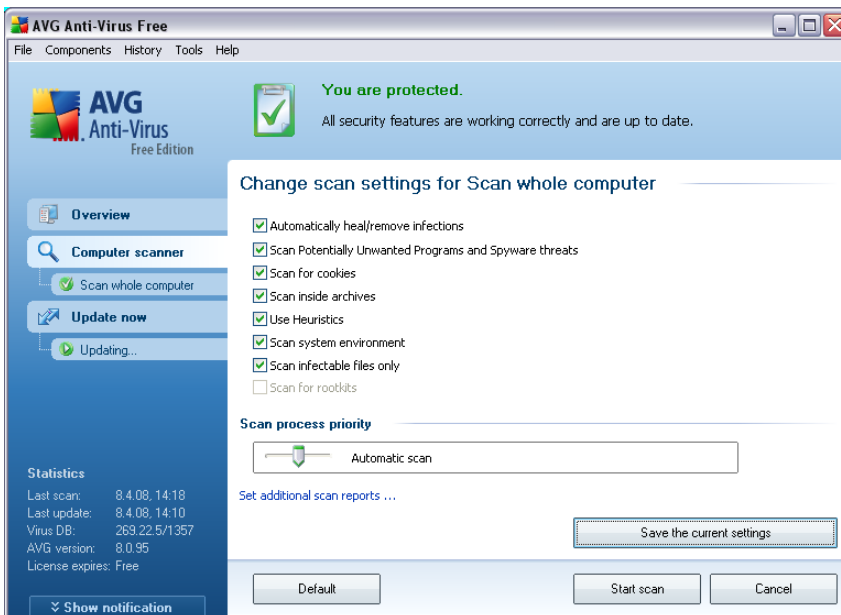 AVG Anti-Virus Free
File Components History Tools Help
AVG
Anti-Virus
Free Edition
You are protected.
All security features are working correctly and are up to date.
Overview
Computer scanner
Scan whole computer
Update now
Updating...
Statistics
Last scan: 8.4.08, 14:18
Last update: 8.4.08, 14:10
Virus DB: 269.22.5/1357
AVG version: 8.0.95
License expires: Free
Show notification
Change scan settings for Scan whole computer
Automatically heal/remove infections
Scan Potentially Unwanted Programs and Spyware threats
Scan for cookies
Scan inside archives
Use Heuristics
Scan system environment
Scan infectable files only
Scan for rootkits
Scan process priority
Automatic scan
Set additional scan reports ...
Save the current settings
Default
Start scan
Cancel